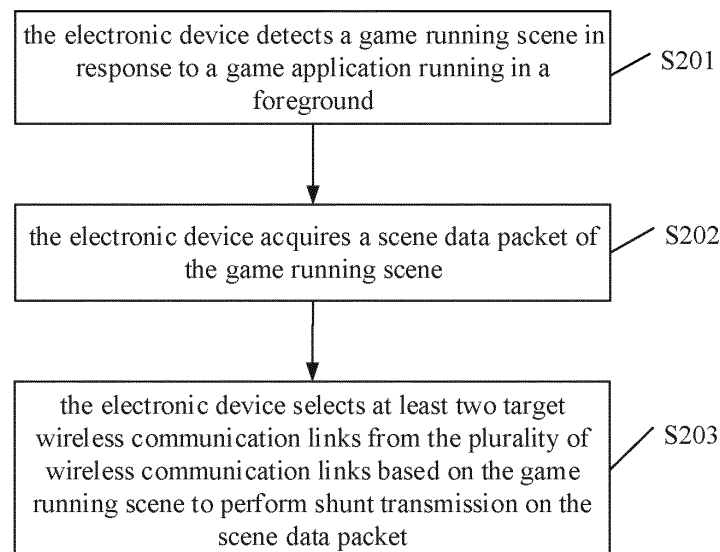 the electronic device detects a game running scene in
response to a game application running in a
foreground
S201
the electronic device acquires a scene data packet of
the game running scene
S202
the electronic device selects at least two target
wireless communication links from the plurality of
wireless communication links based on the game
running scene to perform shunt transmission on the
scene data packet
S203